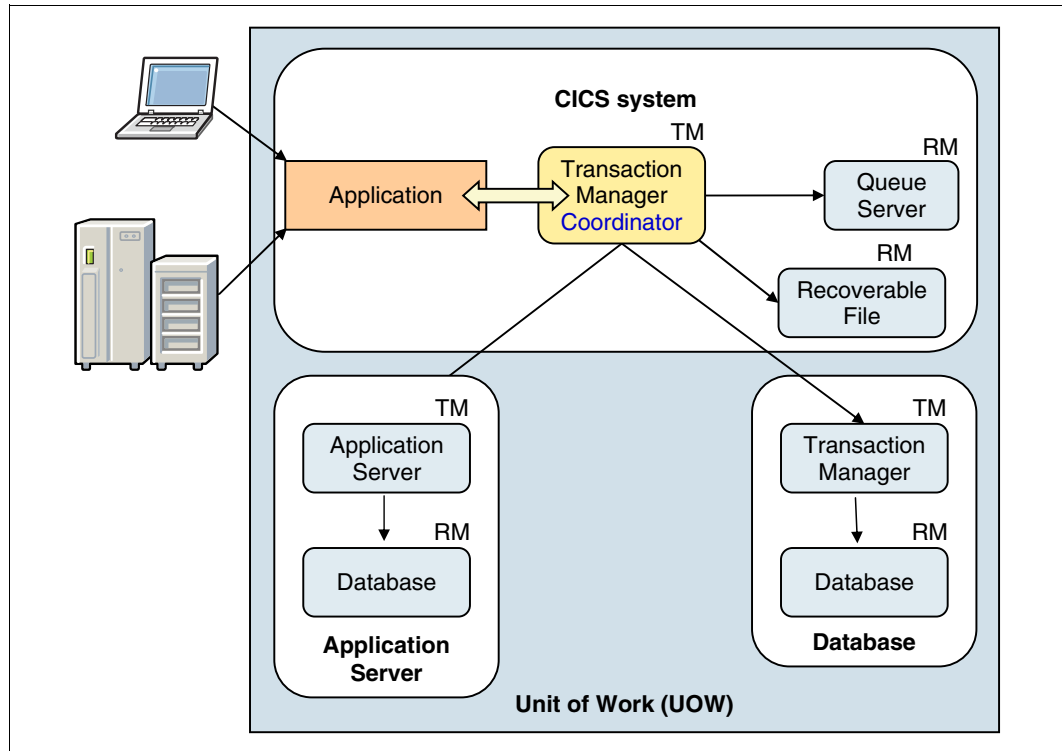 CICS system
TM
RM
Application
Transaction
Manager
Coordinator
Queue
Server
RM
Recoverable
File
TM
Application
Server
RM
Database
Application
Server
TM
Transaction
Manager
RM
Database
Database
Unit of Work (UOW)